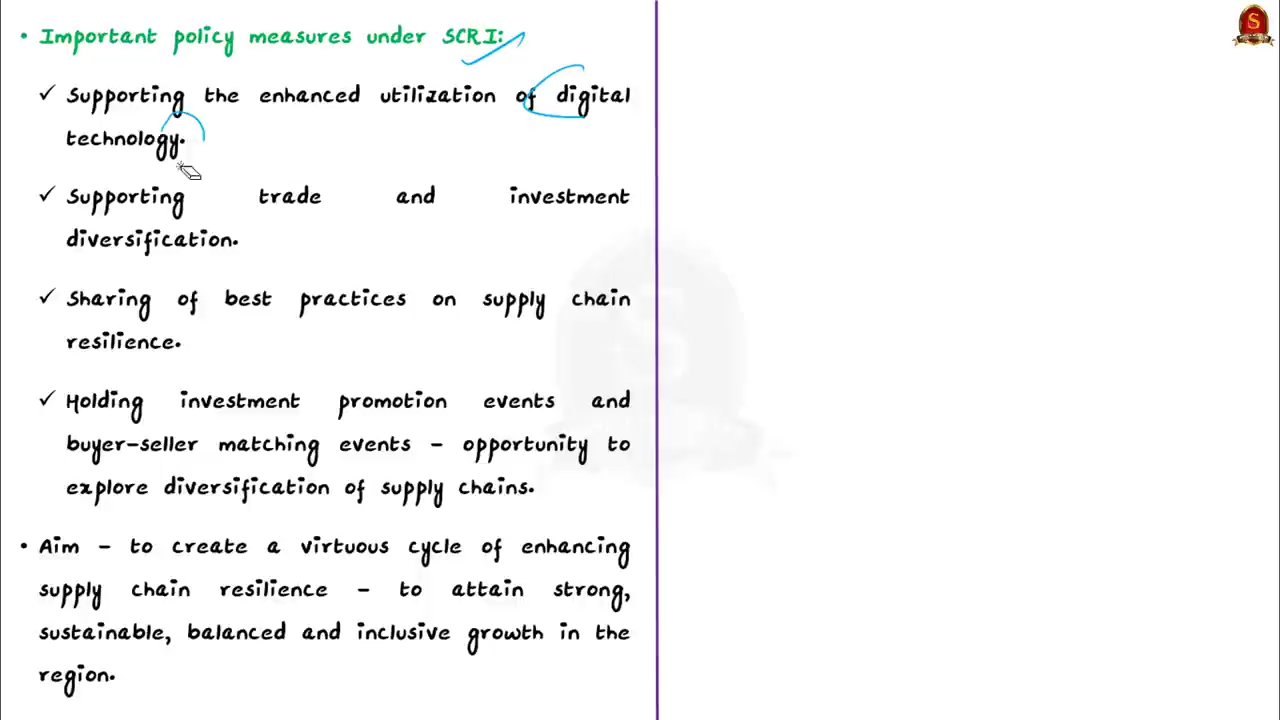 • Important policy measures under SCRI:
✓ Supporting the enhanced utilization of digital
technology.
✓ Supporting trade and investment
diversification.
✓ Sharing of best practices on supply chain
resilience.
✓ Holding investment promotion events and
buyer-seller matching events - opportunity to
explore diversification of supply chains.
• Aim - to create a virtuous cycle of enhancing
supply chain resilience - to attain strong,
sustainable, balanced and inclusive growth in the
region.
S